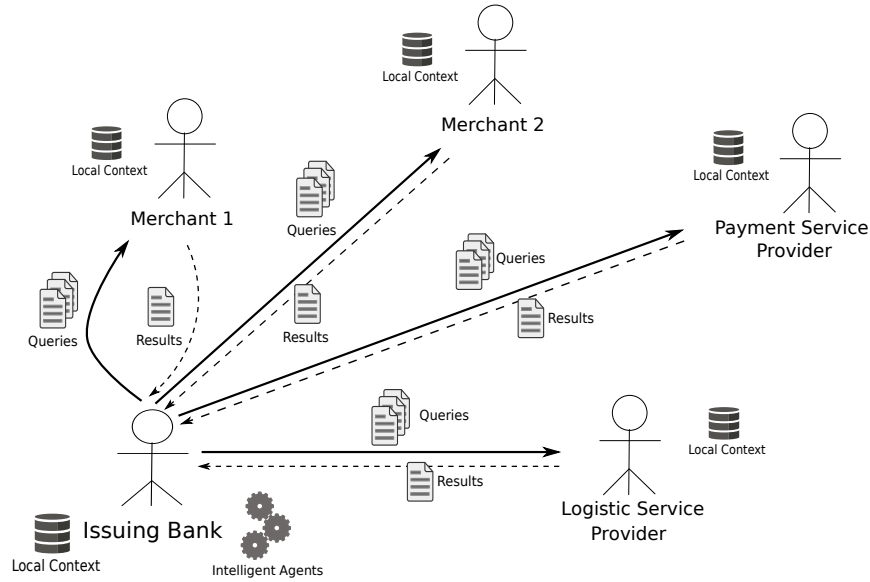 Local Context
Merchant 2
Local Context
Merchant 1
Local Context
Payment Service
Provider
Queries
Queries
Results
Queries
Results
Results
Queries
Results
Local Context
Logistic Service
Provider
Issuing Bank
Local Context
Intelligent Agents